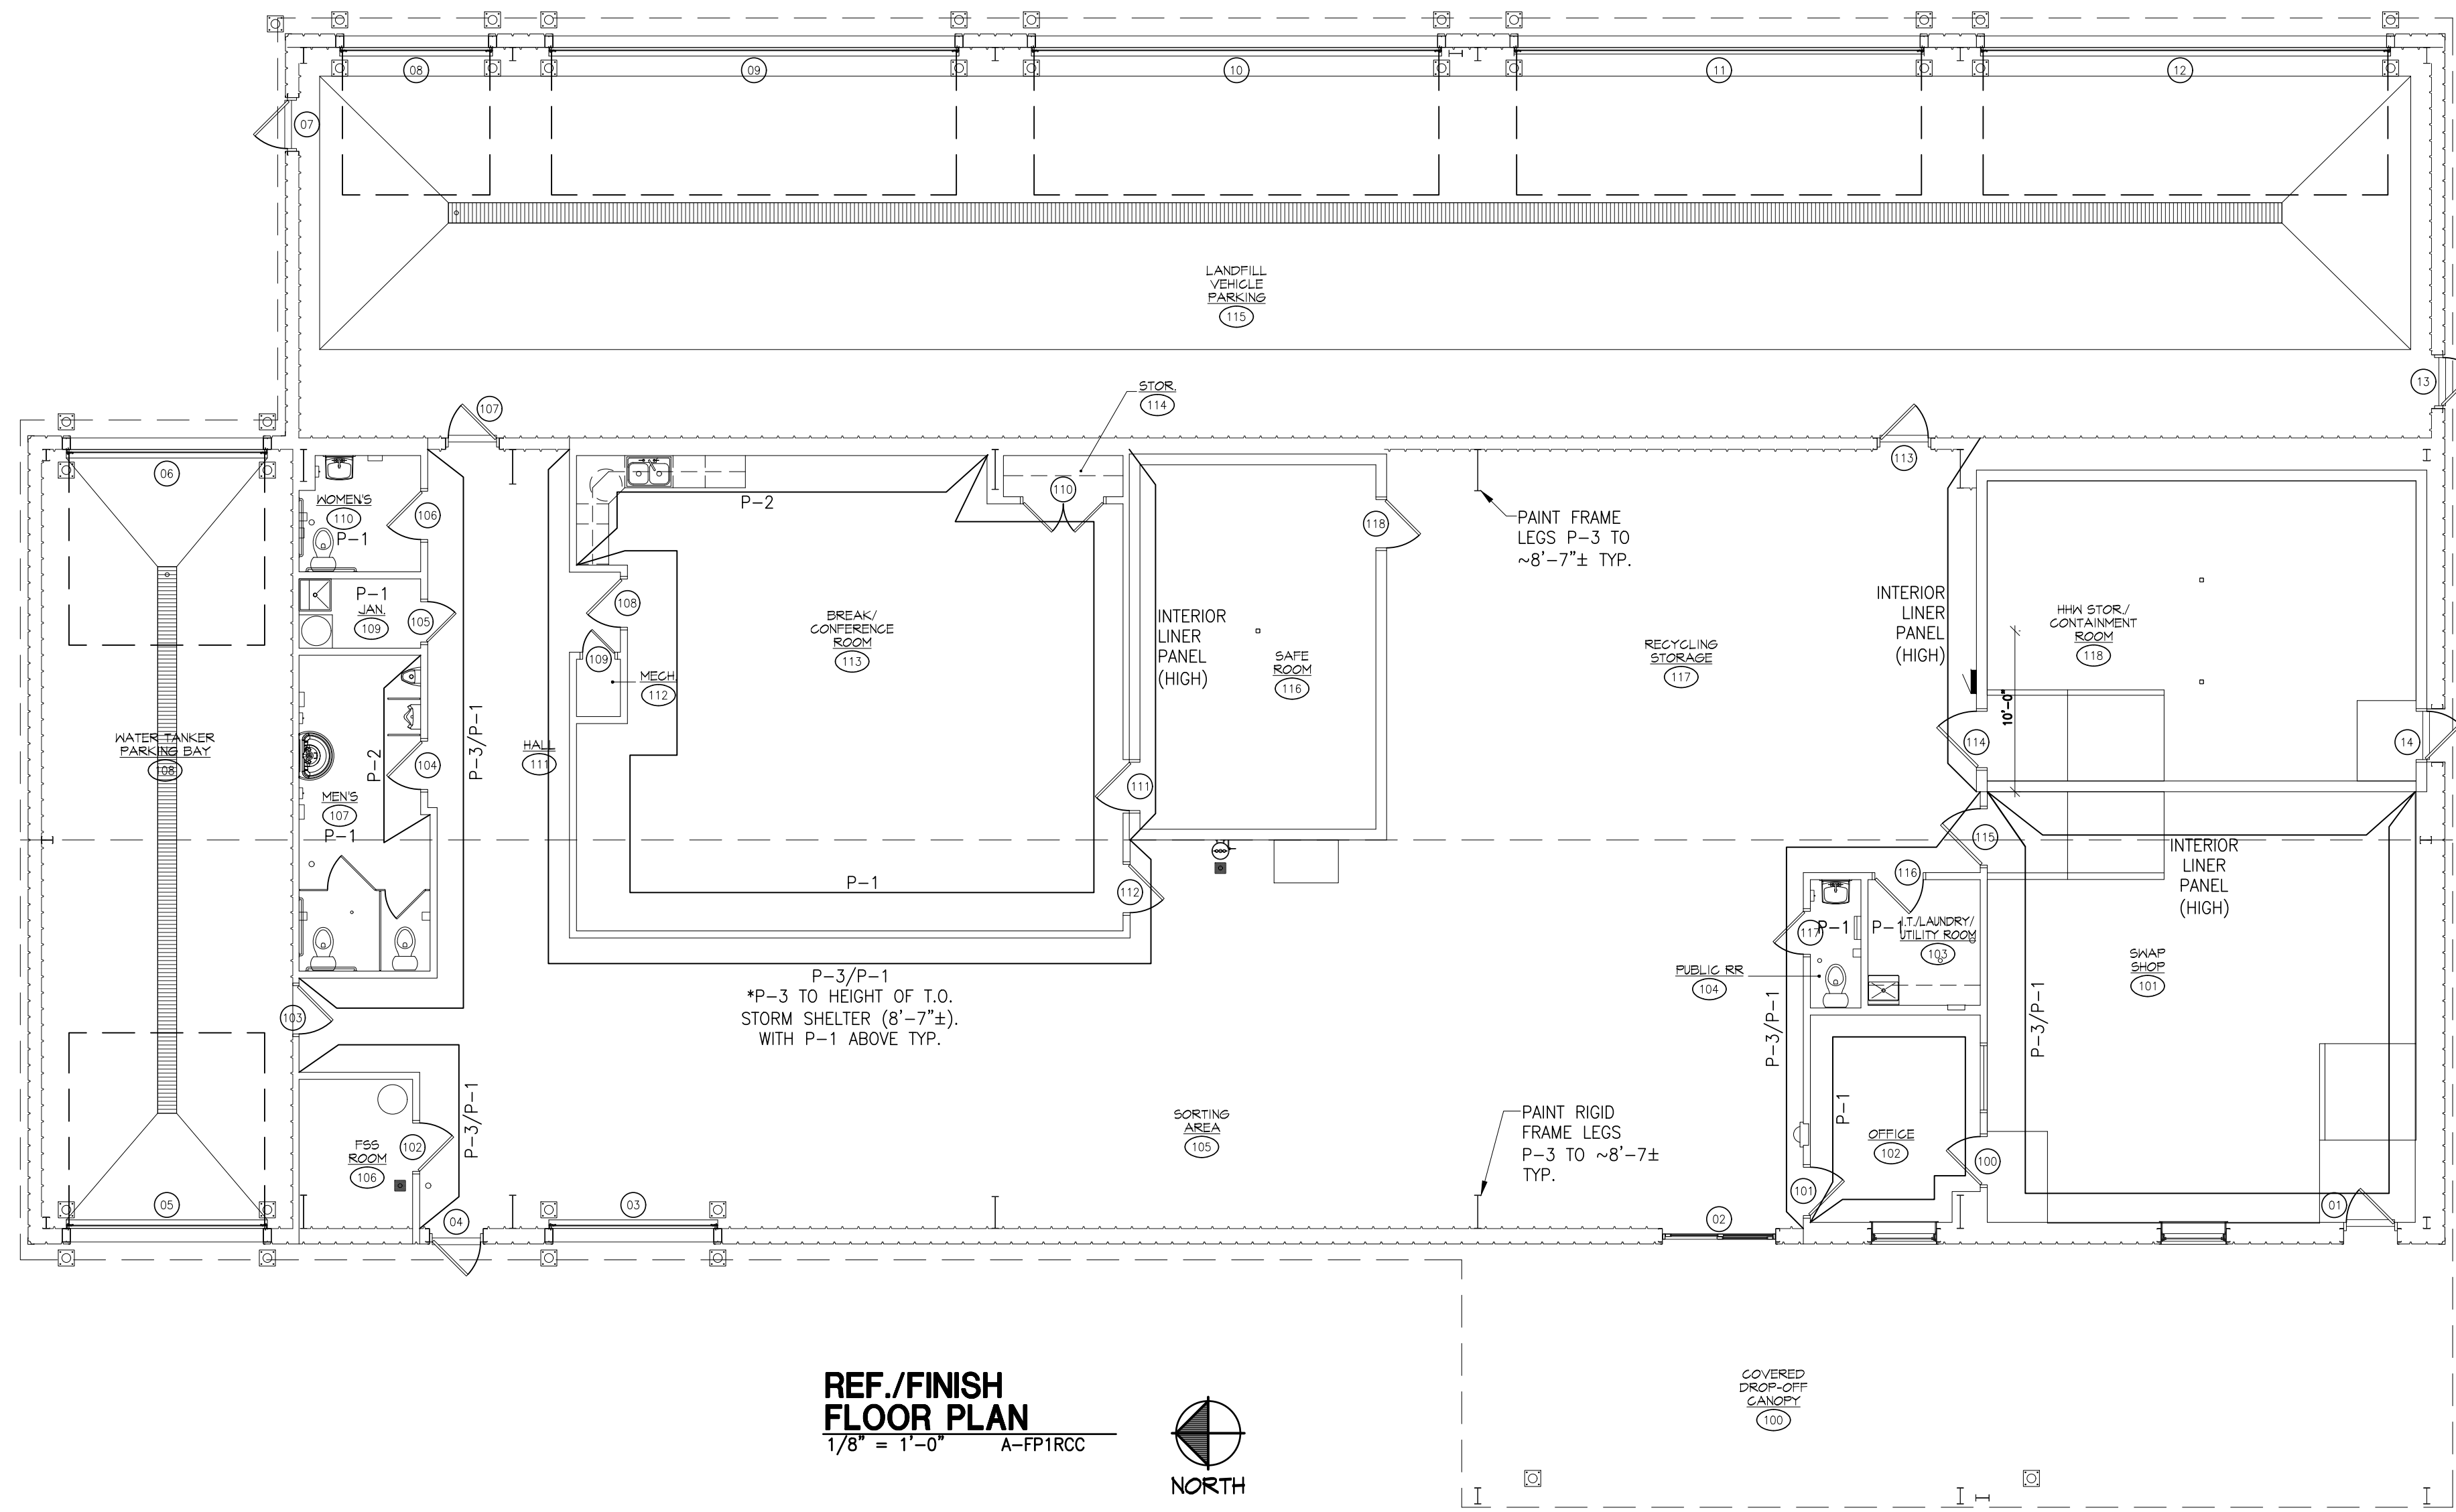 08
09
10
11
12
07
LANDFILL
VEHICLE
PARKING
115
13
STOR.
114
107
113
06
WOMEN'S
110
P-1
106
P-2
110
118
PAINT FRAME
LEGS P-3 TO
~8'-7"± TYP.
P-1
JAN.
109
105
108
109
MECH.
112
BREAK/
CONFERENCE
ROOM
113
INTERIOR
LINER
PANEL
(HIGH)
SAFE
ROOM
116
RECYCLING
STORAGE
117
INTERIOR
LINER
PANEL
(HIGH)
HHW STOR./
CONTAINMENT
ROOM
118
10'-0"
WATER TANKER
PARKING BAY
108
P-2
104
P-3/P-1
HALL
111
111
114
14
MEN'S
107
P-1
115
INTERIOR
LINER
PANEL
(HIGH)
P-1
112
116
117
P-1
P-1
I.T./LAUNDRY/
UTILITY ROOM
103
SWAP
SHOP
101
PUBLIC RR
104
P-3/P-1
*P-3 TO HEIGHT OF T.O.
STORM SHELTER (8'-7"±).
WITH P-1 ABOVE TYP.
103
P-3/P-1
P-3/P-1
P-3/P-1
P-1
FSS
ROOM
106
102
SORTING
AREA
105
PAINT RIGID
FRAME LEGS
P-3 TO ~8'-7±
TYP.
OFFICE
102
100
101
05
03
04
02
01
COVERED
DROP-OFF
CANOPY
100
REF./FINISH
FLOOR PLAN
1/8" = 1'-0" A-FP1RCC
NORTH